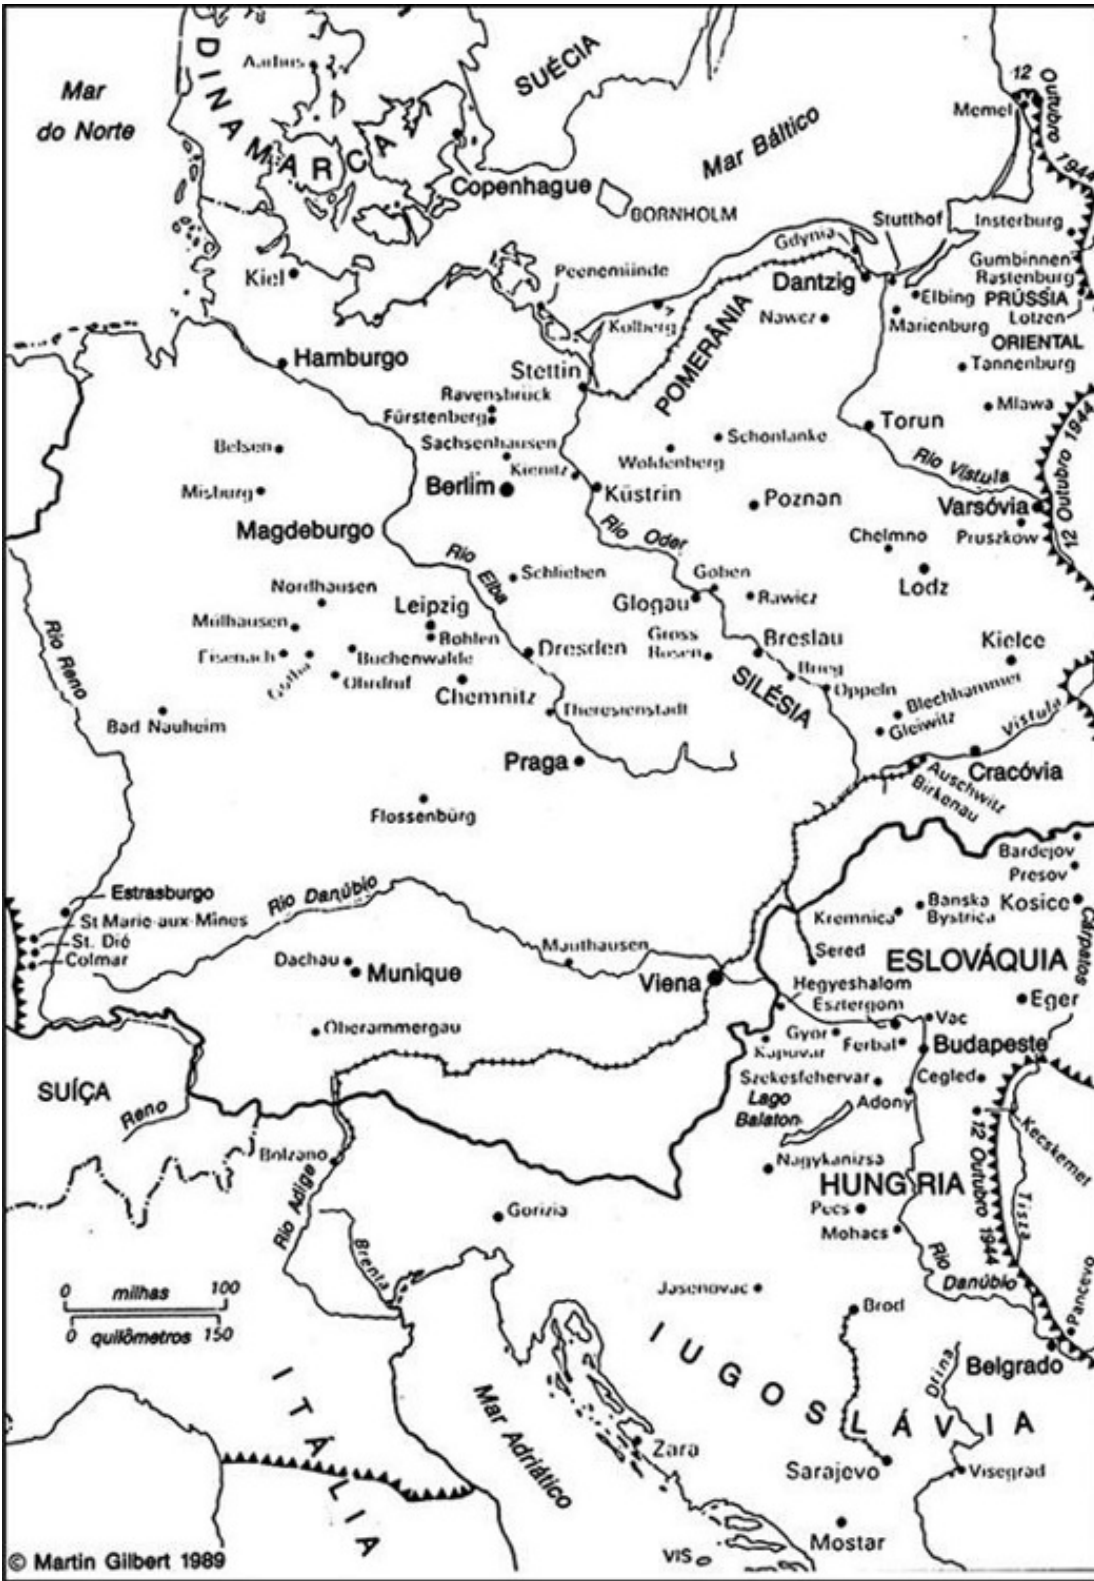 Aarhus
SUÉCIA
DINAMARCA
Mar
do Norte
12
Outubro
1944
Memel
Mar Báltico
Copenhague
BORNHOLM
Stutthof
Insterburg
Gdynia
Gumbinnen
Rastenburg
Kiel
Peenemünde
Dantzig
Elbing
PRÚSSIA
Lotzen
ORIENTAL
Kolberg
Nawcz
Marienburg
POMERÂNIA
Hamburgo
Tannenburg
Stettin
Ravensbrück
Fürstenberg
Mlawa
Torun
Belsen
Sachsenhausen
Schonlanke
Kienitz
Woldenberg
Rio Vístula
12 Outubro 1944
Misburg
Berlim
Küstrin
Poznan
Varsóvia
Magdeburgo
Rio Oder
Chelmno
Pruszkow
Rio Elba
Schlieben
Goben
Lodz
Nordhausen
Leipzig
Glogau
Rawicz
Mülhausen
Bohlen
Gross
Rosen
Breslau
Kielce
Rio Reno
Eisenach
Gotha
Buchenwalde
Dresden
Ohrdruf
Brieg
SILÉSIA
Oppeln
Chemnitz
Blechhammer
Bad Nauheim
Theresienstadt
Gleiwitz
Vistula
Praga
Cracóvia
Auschwitz
Birkenau
Flossenbürg
Bardejov
Presov
Estrasburgo
Rio Danúbio
Banska
Bystrica
Kosice
Kremnica
St Marie-aux-Mines
St. Dié
Colmar
Mauthausen
Sered
Cárpatos
Dachau
Munique
Viena
ESLOVÁQUIA
Hegyeshalom
Esztergom
Eger
Oberammergau
Gyor
Vac
Kapuvar
Ferbal
Budapeste
SUÍÇA
Szekesfehervar
Cegled
Lago
Balaton
Adony
Reno
Kecskemet
Bolzano
Nagykanizsa
12 Outubro 1944
HUNGRIA
Tisza
Rio Adige
Gorizia
Pecs
Mohacs
Brenta
Rio
Danúbio
Jasenovac
0 milhas 100
Brod
Pancevo
0 quilômetros 150
IUGOSLÁVIA
Drina
Belgrado
ITÁLIA
Mar Adriático
Zara
Sarajevo
Visegrad
Mostar
VIS
© Martin Gilbert 1989